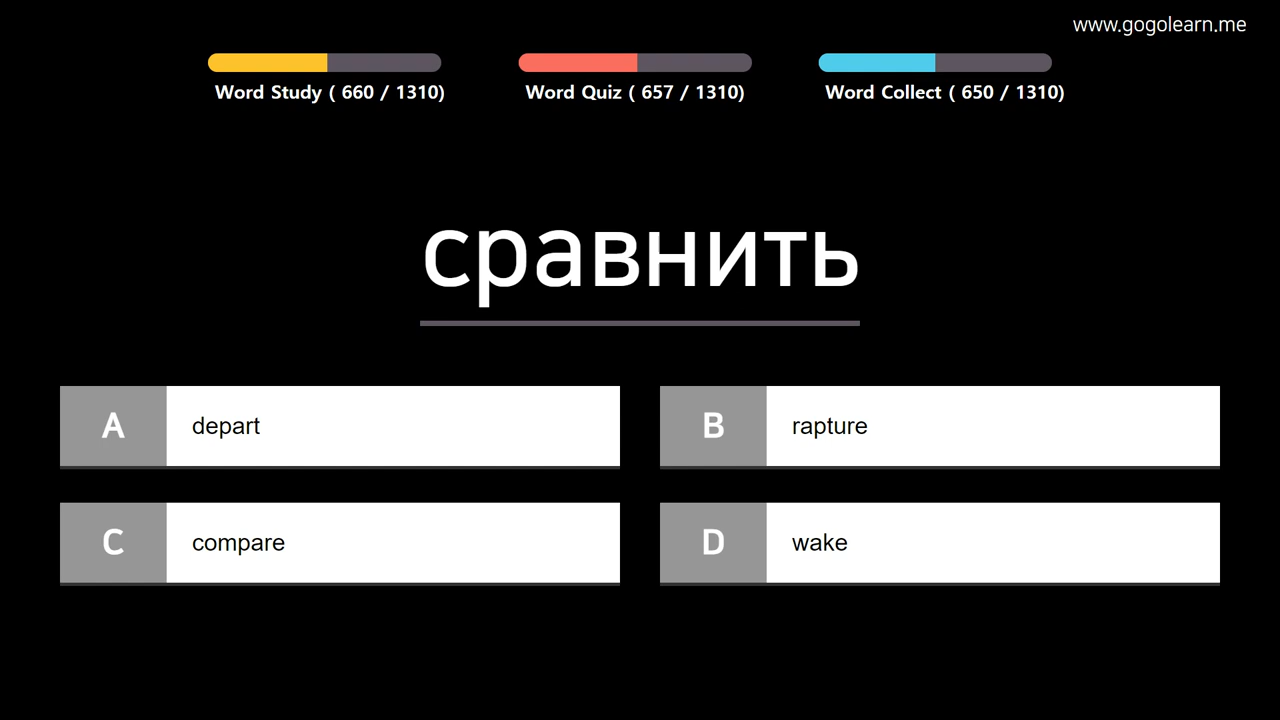 www.gogolearn.me
Word Study ( 660 / 1310)
Word Quiz ( 657 / 1310)
Word Collect ( 650 / 1310)
сравнить
A depart
B rapture
C compare
D wake